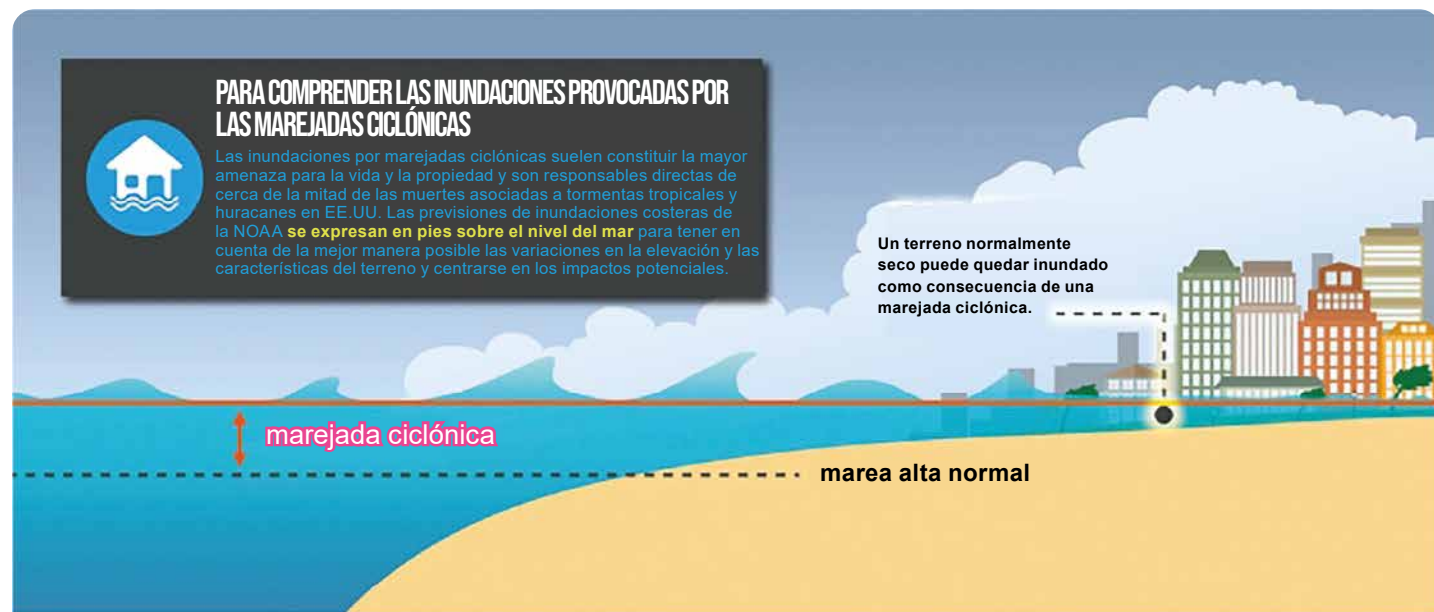 PARA COMPRENDER LAS INUNDACIONES PROVOCADAS POR
LAS MAREJADAS CICLÓNICAS
Las inundaciones por marejadas ciclónicas suelen constituir la mayor
amenaza para la vida y la propiedad y son responsables directas de
cerca de la mitad de las muertes asociadas a tormentas tropicales y
huracanes en EE.UU. Las previsiones de inundaciones costeras de
la NOAA se expresan en pies sobre el nivel del mar para tener en
cuenta de la mejor manera posible las variaciones en la elevación y las
características del terreno y centrarse en los impactos potenciales.
Un terreno normalmente
seco puede quedar inundado
como consecuencia de una
marejada ciclónica.
marejada ciclónica
marea alta normal